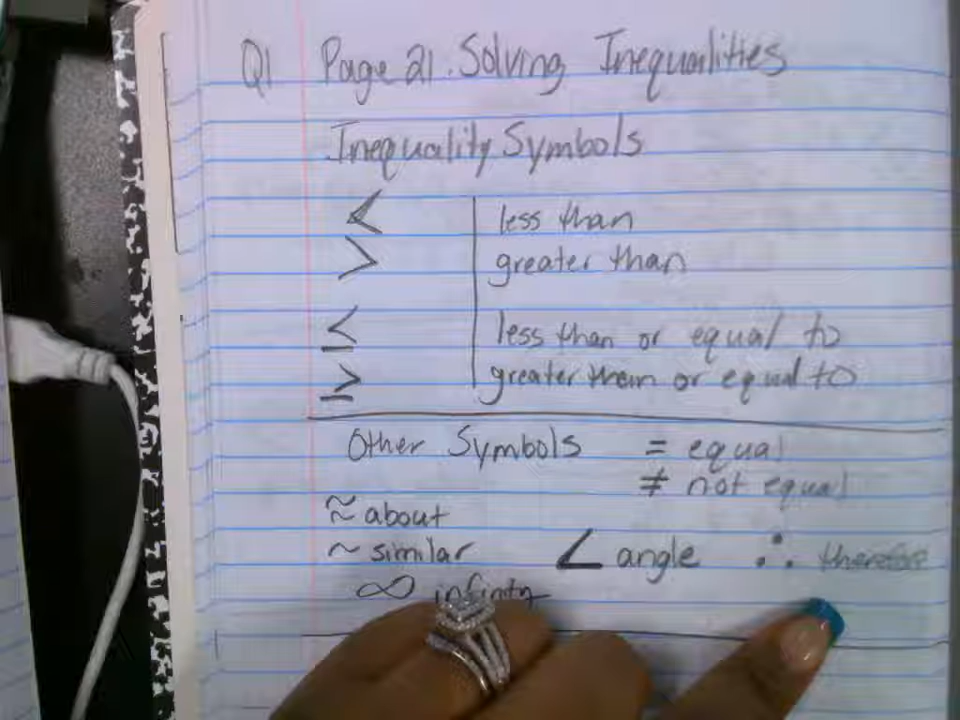 Q1 Page 21. Solving Inequalities
Inequality Symbols
< less than
> greater than
≤ less than or equal to
≥ greater than or equal to
Other Symbols = equal
≠ not equal
≈ about
~ similar ∠ angle ∴ therefore
∞ infinity